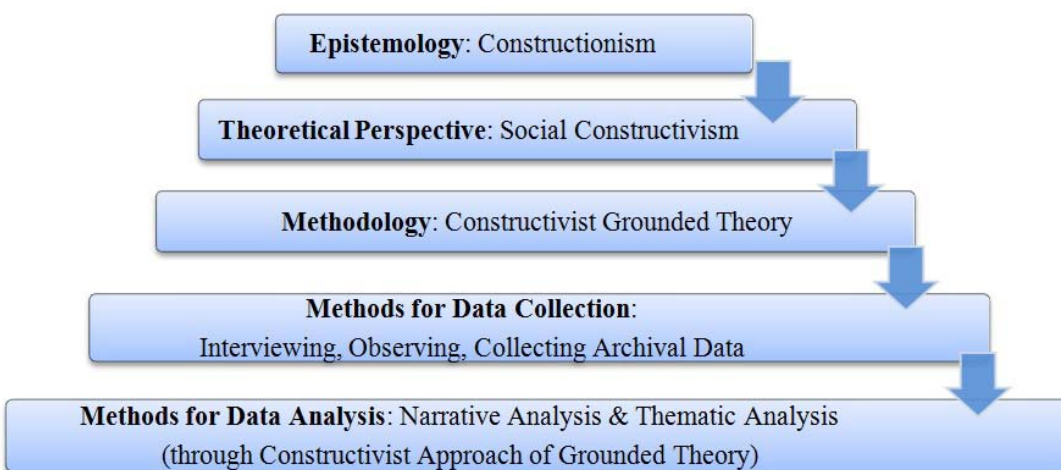 Epistemology: Constructionism
Theoretical Perspective: Social Constructivism
Methodology: Constructivist Grounded Theory
Methods for Data Collection:
Interviewing, Observing, Collecting Archival Data
Methods for Data Analysis: Narrative Analysis & Thematic Analysis
(through Constructivist Approach of Grounded Theory)